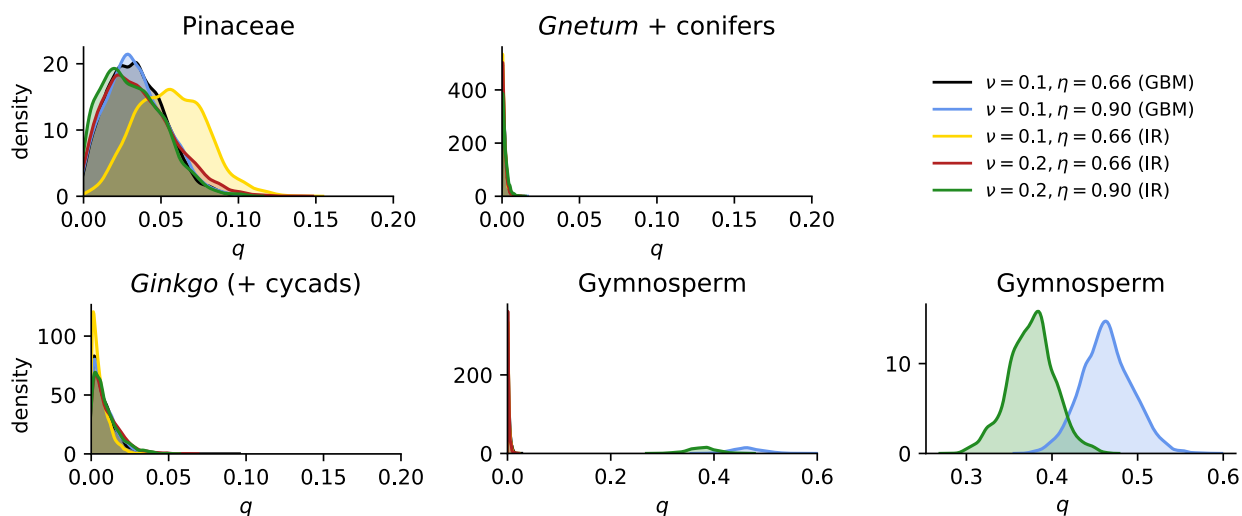 Pinaceae
density
20
10
0
0.00 0.05 0.10 0.15 0.20
q
Gnetum + conifers
400
200
0
0.00 0.05 0.10 0.15 0.20
q
ν = 0.1, η = 0.66 (GBM)
ν = 0.1, η = 0.90 (GBM)
ν = 0.1, η = 0.66 (IR)
ν = 0.2, η = 0.66 (IR)
ν = 0.2, η = 0.90 (IR)
Ginkgo (+ cycads)
density
100
50
0
0.00 0.05 0.10 0.15 0.20
q
Gymnosperm
200
0
0.0 0.2 0.4 0.6
q
Gymnosperm
10
0
0.3 0.4 0.5 0.6
q